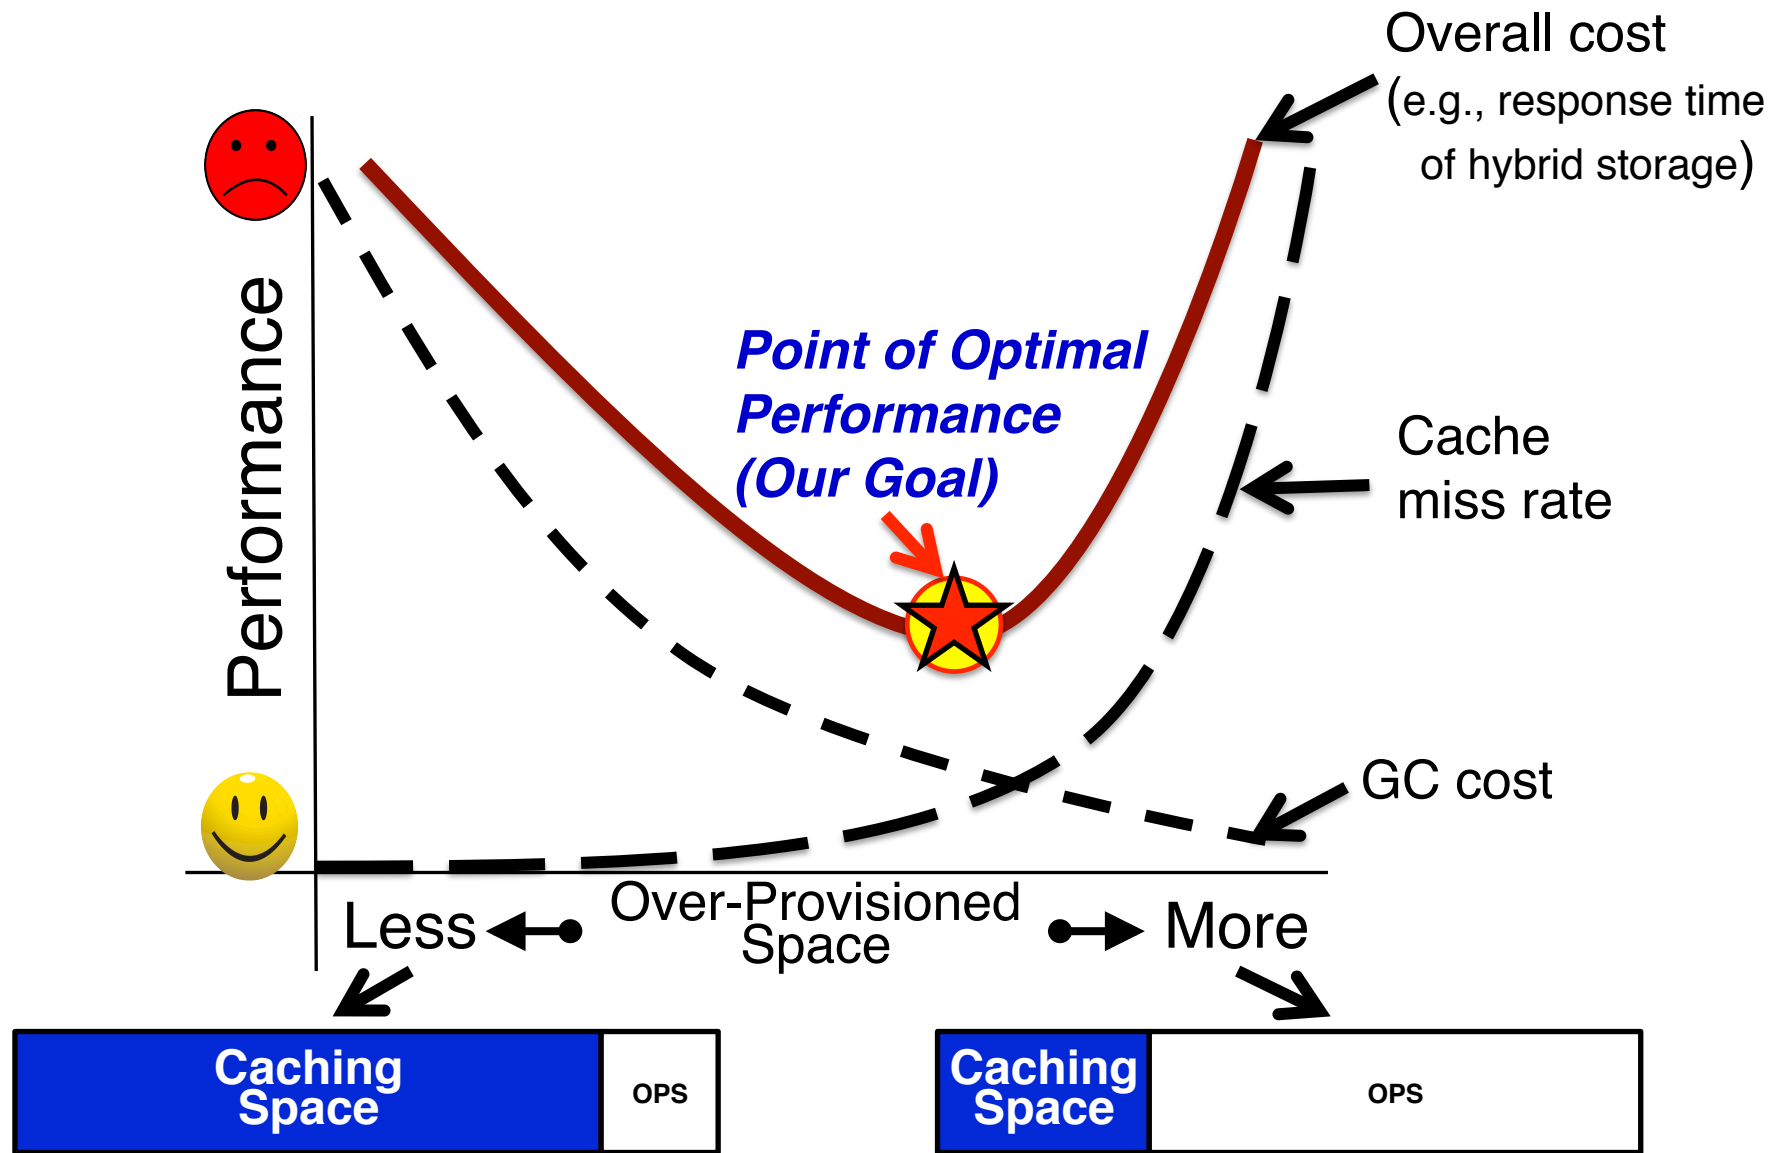 Overall cost
(e.g., response time
of hybrid storage)
Performance
Point of Optimal
Performance
(Our Goal)
Cache
miss rate
GC cost
Less
Over-Provisioned
Space
More
Caching
Space
OPS
Caching
Space
OPS